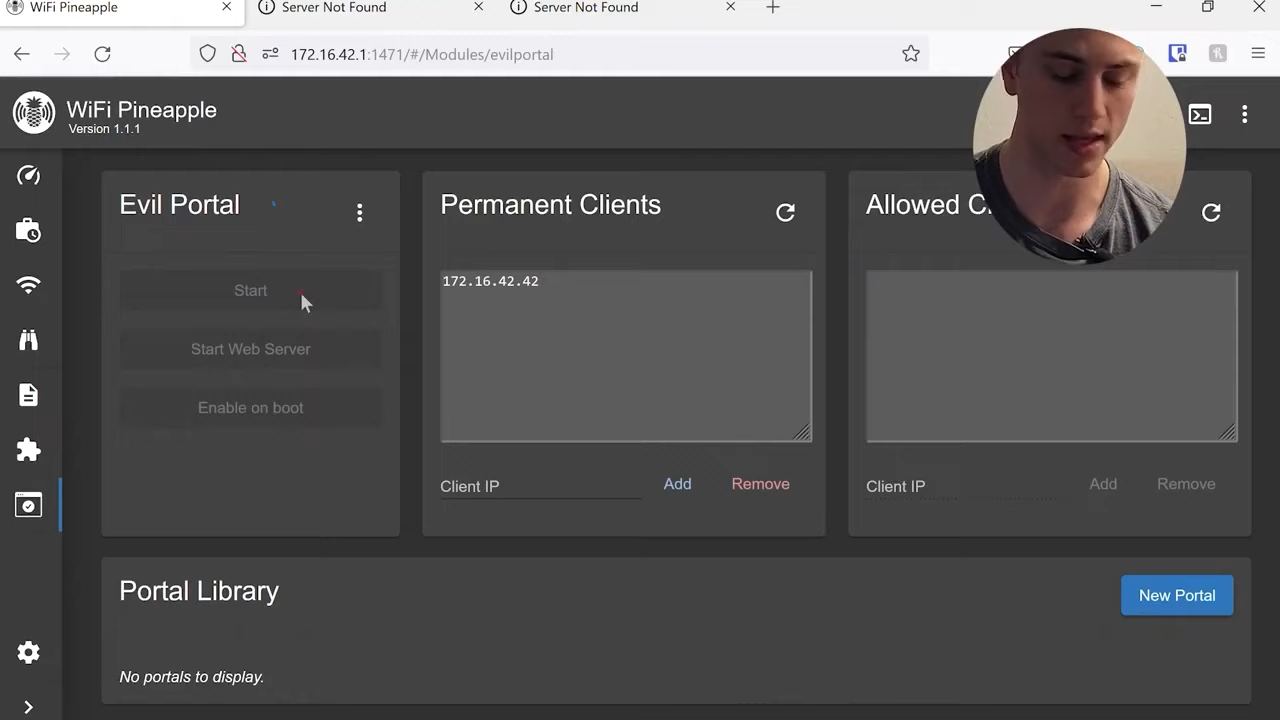 WiFi Pineapple
Server Not Found
Server Not Found
172.16.42.1:1471/#/Modules/evilportal
WiFi Pineapple
Version 1.1.1
Evil Portal
Start
Start Web Server
Enable on boot
Permanent Clients
172.16.42.42
Client IP
Add
Remove
Allowed
Client IP
Add
Remove
Portal Library
New Portal
No portals to display.